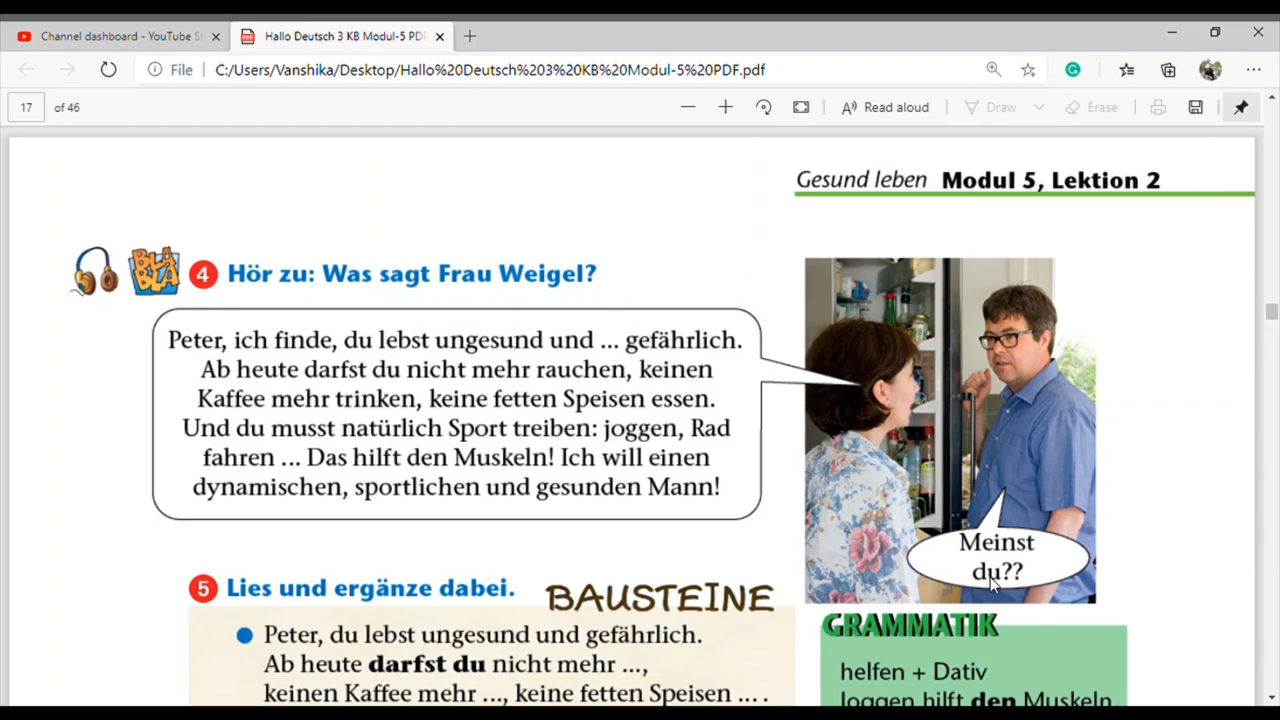 Channel dashboard - YouTube S
Hallo Deutsch 3 KB Modul-5 PDF
File
C:/Users/Vanshika/Desktop/Hallo%20Deutsch%203%20KB%20Modul-5%20PDF.pdf
17
of 46
Read aloud
Draw
Erase
Gesund leben Modul 5, Lektion 2
BLA
BLA
4 Hör zu: Was sagt Frau Weigel?
Peter, ich finde, du lebst ungesund und ... gefährlich.
Ab heute darfst du nicht mehr rauchen, keinen
Kaffee mehr trinken, keine fetten Speisen essen.
Und du musst natürlich Sport treiben: joggen, Rad
fahren ... Das hilft den Muskeln! Ich will einen
dynamischen, sportlichen und gesunden Mann!
Meinst
du??
5 Lies und ergänze dabei.
BAUSTEINE
Peter, du lebst ungesund und gefährlich.
Ab heute darfst du nicht mehr ...,
keinen Kaffee mehr ..., keine fetten Speisen ... .
GRAMMATIK
helfen + Dativ
Joggen hilft den Muskeln.